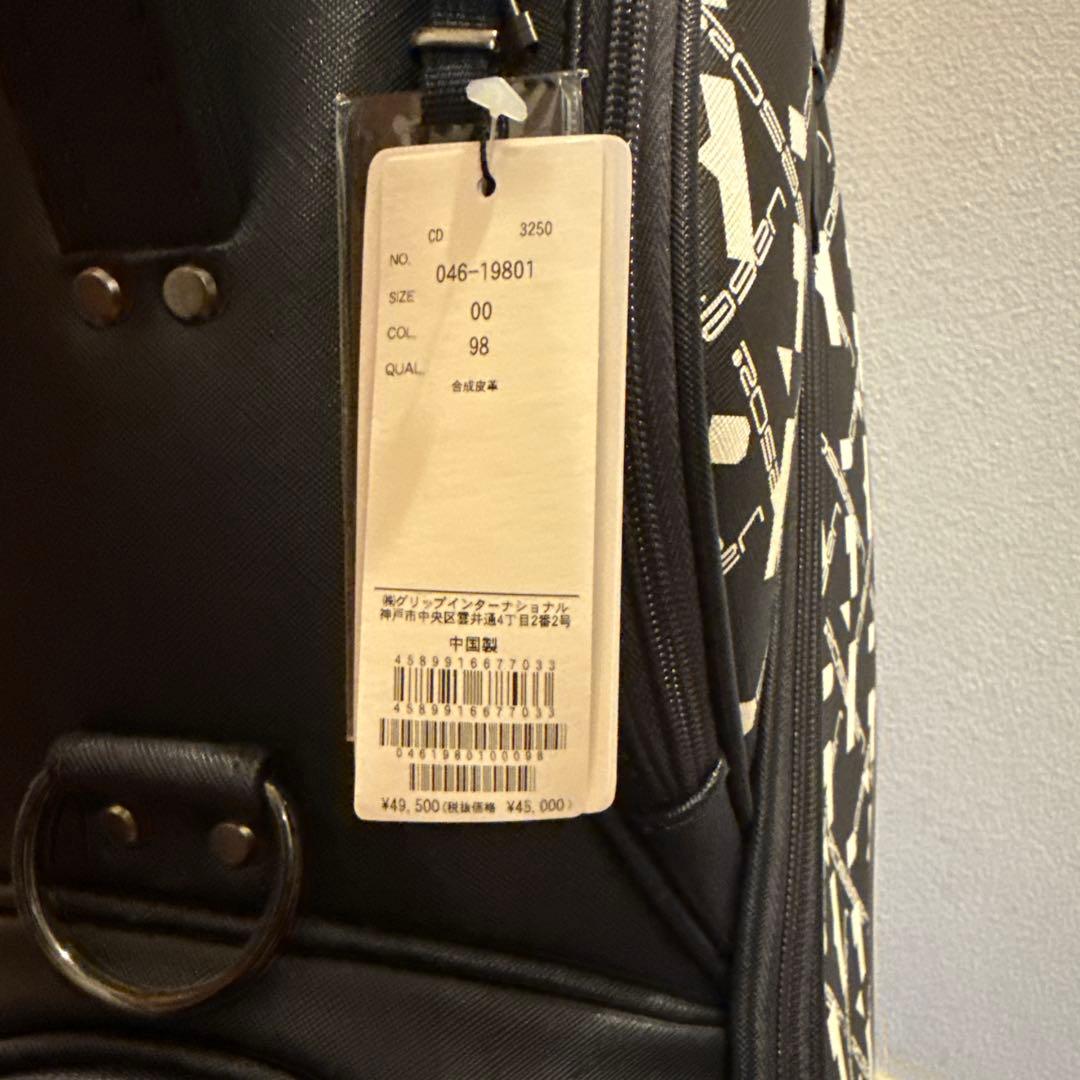 CD 3250
NO. 046-19801
SIZE 00
COL. 98
QUAL. 合成皮革
㈱グリップインターナショナル
神戸市中央区雲井通4丁目2番2号
中国製
4589916677033
4589916677033
0461980100098
¥49,500(税抜価格 ¥45,000)